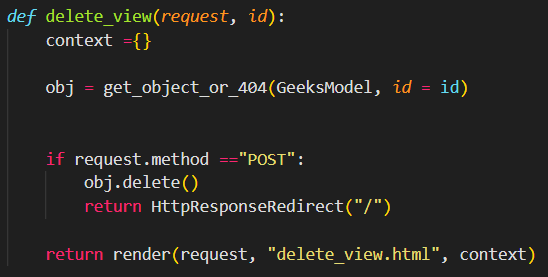 def delete_view(request, id):
    context ={}
    obj = get_object_or_404(GeeksModel, id = id)
    if request.method =="POST":
        obj.delete()
        return HttpResponseRedirect("/")
    return render(request, "delete_view.html", context)